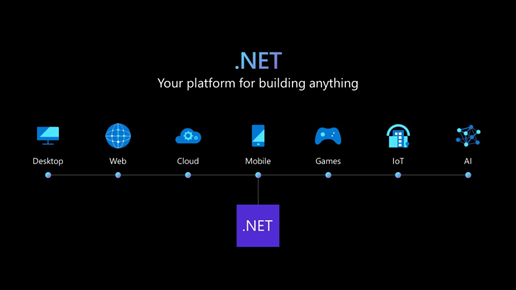 .NET
Your platform for building anything
Desktop
Web
Cloud
Mobile
Games
IoT
AI
.NET